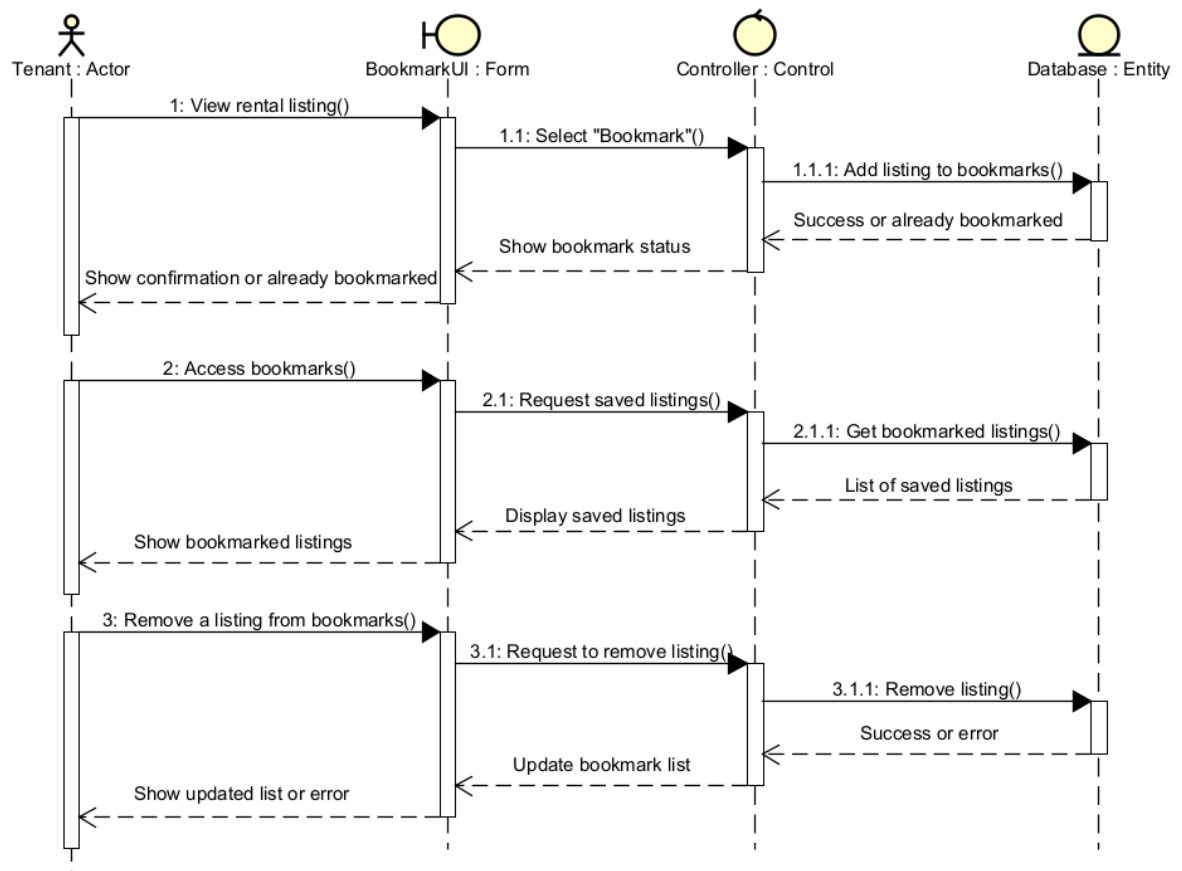 Tenant : Actor
BookmarkUI : Form
Controller : Control
Database : Entity
1: View rental listing()
1.1: Select "Bookmark"()
1.1.1: Add listing to bookmarks()
Success or already bookmarked
Show bookmark status
Show confirmation or already bookmarked
2: Access bookmarks()
2.1: Request saved listings()
2.1.1: Get bookmarked listings()
List of saved listings
Display saved listings
Show bookmarked listings
3: Remove a listing from bookmarks()
3.1: Request to remove listing()
3.1.1: Remove listing()
Success or error
Update bookmark list
Show updated list or error